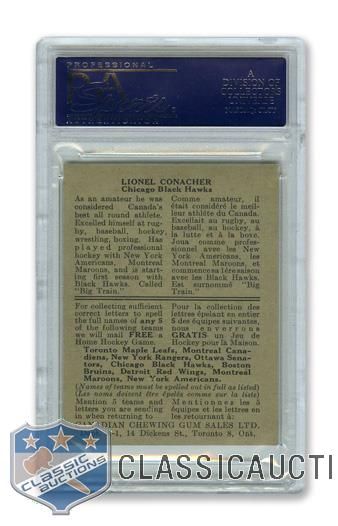 PROFESSIONAL
PSA
AUTHENTICATOR
A
DIVISION OF
COLLECTORS
LIONEL CONACHER
Chicago Black Hawks
As an amateur he was
considered Canada's
best all round athlete.
Excelled himself at rug-
by, baseball, hockey,
wrestling, boxing. Has
played professional
hockey with New York
Americans, Montreal
Maroons, and is start-
ing first season with
Black Hawks. Called
"Big Train."
Comme amateur, il
était considéré le meil-
leur athlète du Canada.
Excellait au rugby, au
baseball, au hockey, à
la lutte et à la boxe.
Joua comme profes-
sionnel avec les New
York Americans, les
Montreal Maroons, et
commencera 1ère saison
avec les Black Hawks.
Est surnommé "Big
Train."
For collecting sufficient
correct letters to spell
the full names of any 5
of the following teams
we will mail FREE a
Home Hockey Game.
Pour la collection de
lettres épelant en entier
5 des équipes suivantes,
nous enverrons
GRATIS un Jeu de
Hockey pour la Maison.
Toronto Maple Leafs, Montreal Cana-
diens, New York Rangers, Ottawa Sena-
tors, Chicago Black Hawks, Boston
Bruins, Detroit Red Wings, Montreal
Maroons, New York Americans.
(Names of teams must be spelled out in full as listed)
(Les noms doivent être épelés comme sur la liste)
Mention 5 teams and
letters you are sending
in when returning to
Mentionnez les 5
équipes et les lettres
en les retournant:
CANADIAN CHEWING GUM SALES LTD.
14 Dickens St., Toronto 8, Ont.
CLASSIC
AUCTIONS
CLASSICAUCTI